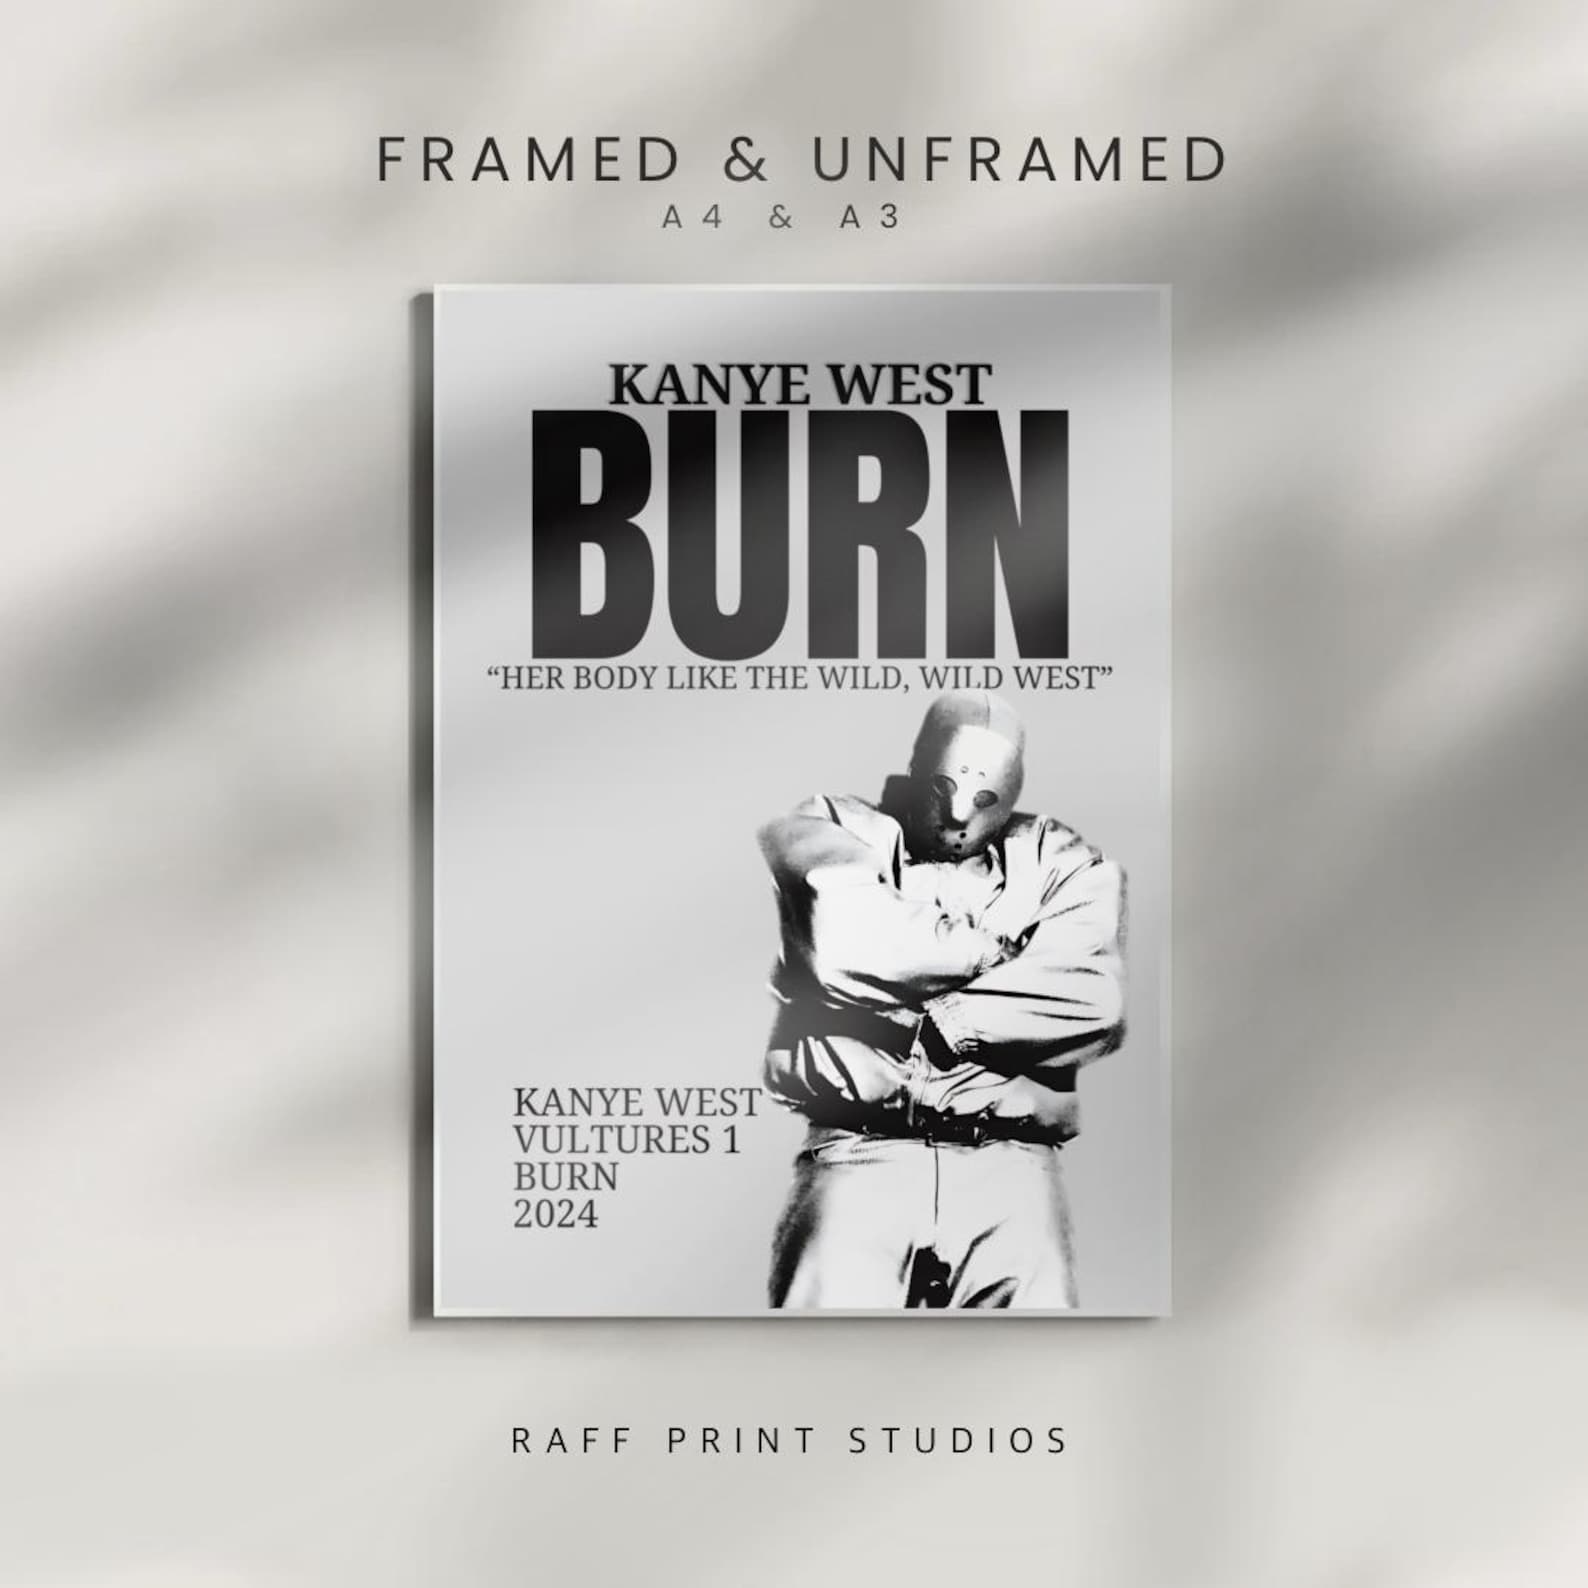 FRAMED & UNFRAMED
A4 & A3
KANYE WEST
BURN
“HER BODY LIKE THE WILD, WILD WEST”
KANYE WEST
VULTURES 1
BURN
2024
RAFF PRINT STUDIOS